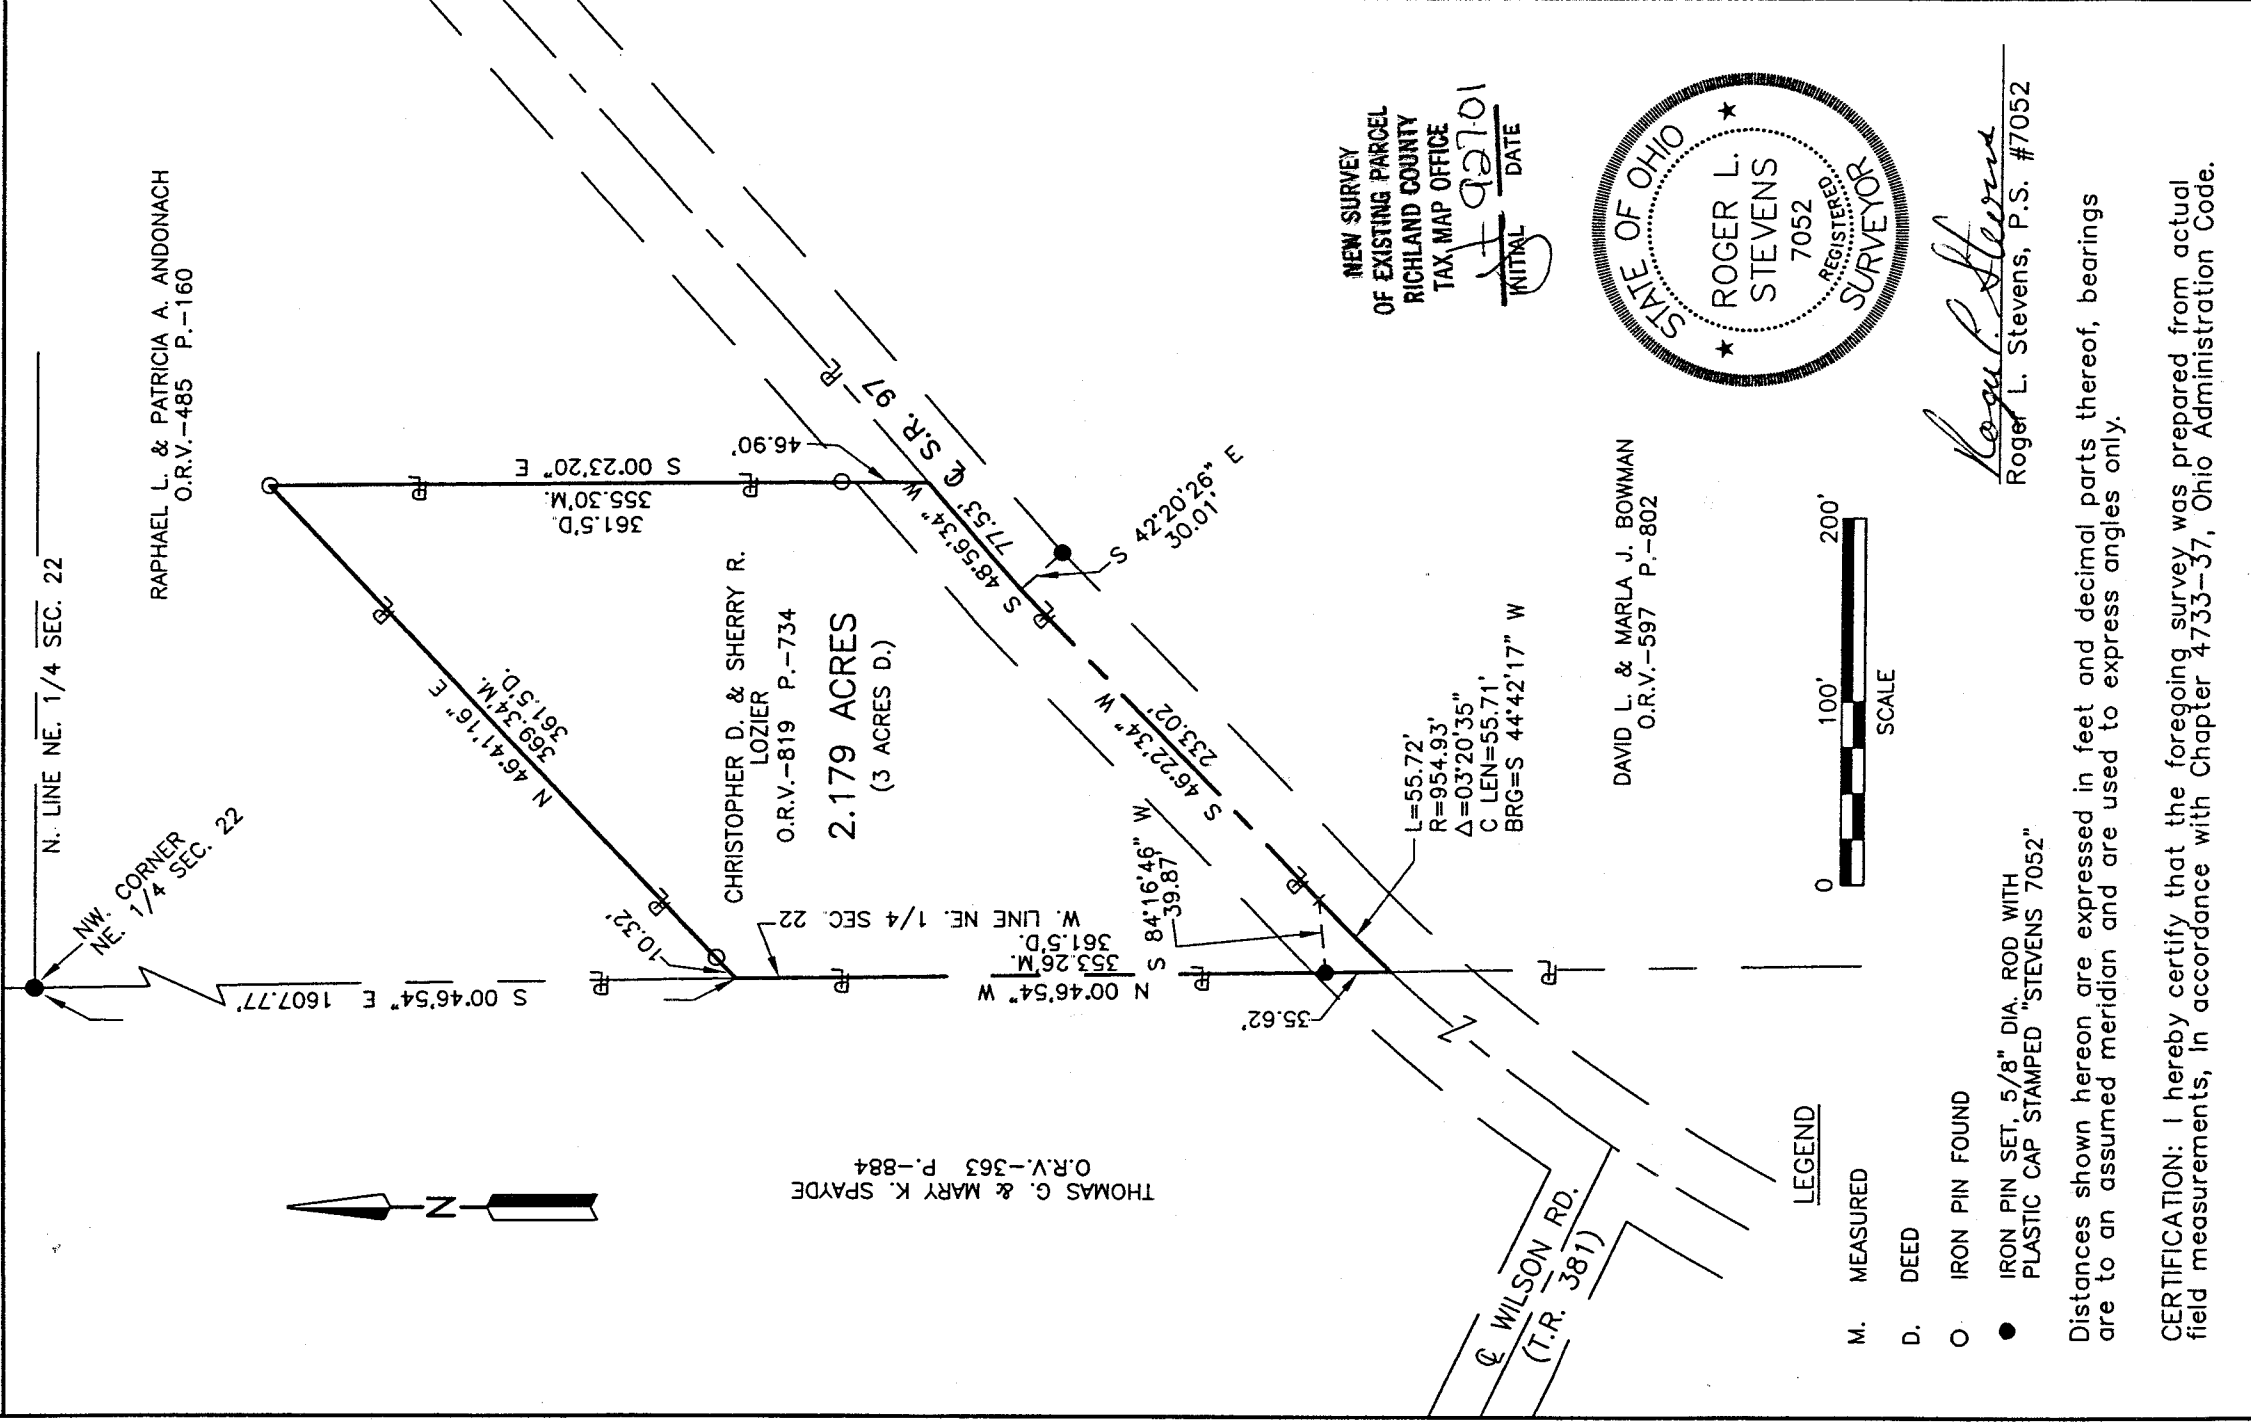 N. LINE NE. 1/4 SEC. 22
NW. CORNER
NE. 1/4 SEC. 22
S 00°46'54" E 1607.77'
RAPHAEL L. & PATRICIA A. ANDONACH
O.R.V.-485 P.-160
N 46°41'16" E
369.34'M.
361.5'D.
10.32'
S 00°23'20" E
355.30'M.
361.5'D.
46.90'
CHRISTOPHER D. & SHERRY R.
LOZIER
O.R.V.-819 P.-734
2.179 ACRES
(3 ACRES D.)
W. LINE NE. 1/4 SEC. 22
N 00°46'54" W
353.26'M.
361.5'D.
35.62'
S 84°16'46" W
39.87'
℄ S.R. 97
S 48°56'34" W
77.53'
S 42°20'26" E
30.01'
S 46°22'34" W
233.02'
L=55.72'
R=954.93'
Δ=03°20'35"
C LEN=55.71'
BRG=S 44°42'17" W
THOMAS G. & MARY K. SPAYDE
O.R.V.-363 P.-884
N
DAVID L. & MARLA J. BOWMAN
O.R.V.-597 P.-802
℄ WILSON RD.
(T.R. 381)
NEW SURVEY
OF EXISTING PARCEL
RICHLAND COUNTY
TAX MAP OFFICE
9-27-01
INITIAL DATE
STATE OF OHIO
ROGER L.
STEVENS
7052
REGISTERED
SURVEYOR
0 100' 200'
SCALE
Roger L. Stevens
Roger L. Stevens, P.S. #7052
LEGEND
M. MEASURED
D. DEED
O IRON PIN FOUND
● IRON PIN SET, 5/8" DIA. ROD WITH
PLASTIC CAP STAMPED "STEVENS 7052"
Distances shown hereon are expressed in feet and decimal parts thereof, bearings
are to an assumed meridian and are used to express angles only.
CERTIFICATION: I hereby certify that the foregoing survey was prepared from actual
field measurements, In accordance with Chapter 4733-37, Ohio Administration Code.